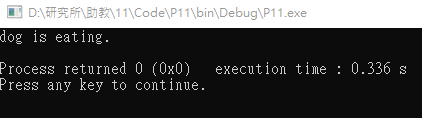 D:\研究所\助教\11\Code\P11\bin\Debug\P11.exe
dog is eating.
Process returned 0 (0x0)   execution time : 0.336 s
Press any key to continue.